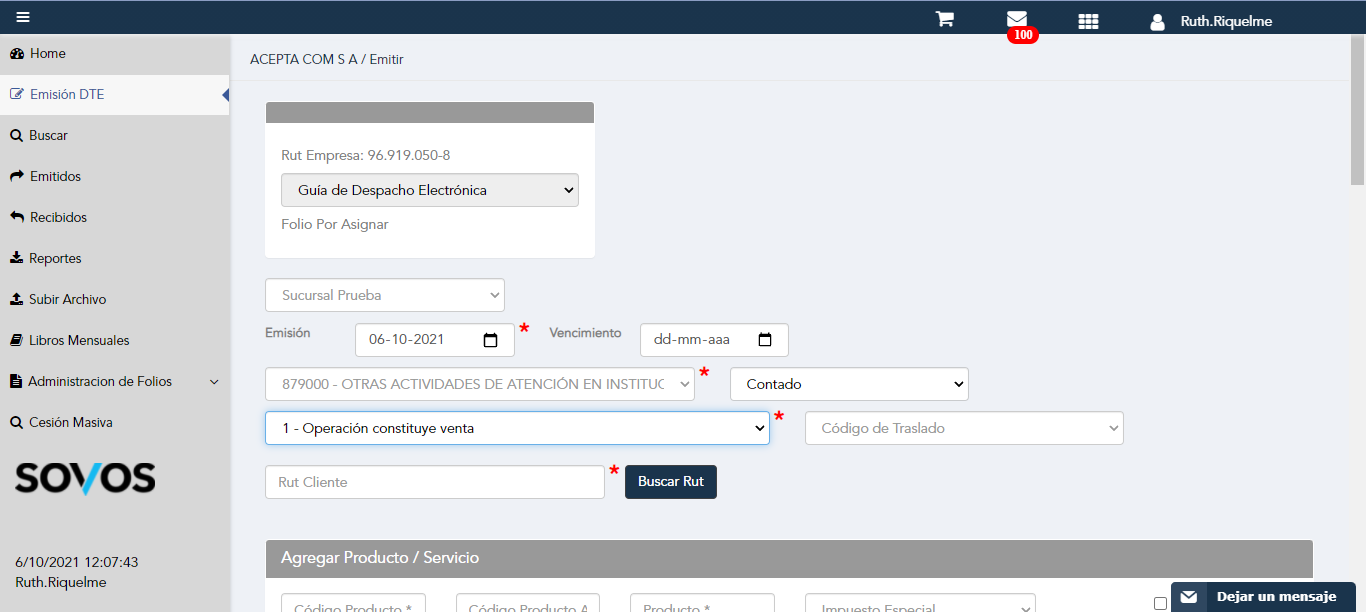 100
Ruth.Riquelme
Home
Emisión DTE
Buscar
Emitidos
Recibidos
Reportes
Subir Archivo
Libros Mensuales
Administracion de Folios
Cesión Masiva
SOVOS
6/10/2021 12:07:43
Ruth.Riquelme
ACEPTA COM S A / Emitir
Rut Empresa: 96.919.050-8
Guía de Despacho Electrónica
Folio Por Asignar
Sucursal Prueba
Emisión 06-10-2021 * Vencimiento dd-mm-aaa
879000 - OTRAS ACTIVIDADES DE ATENCIÓN EN INSTITUC * Contado
1 - Operación constituye venta * Código de Traslado
Rut Cliente * Buscar Rut
Agregar Producto / Servicio
Código Producto * Código Producto A Producto * Impuesto Especial
Dejar un mensaje